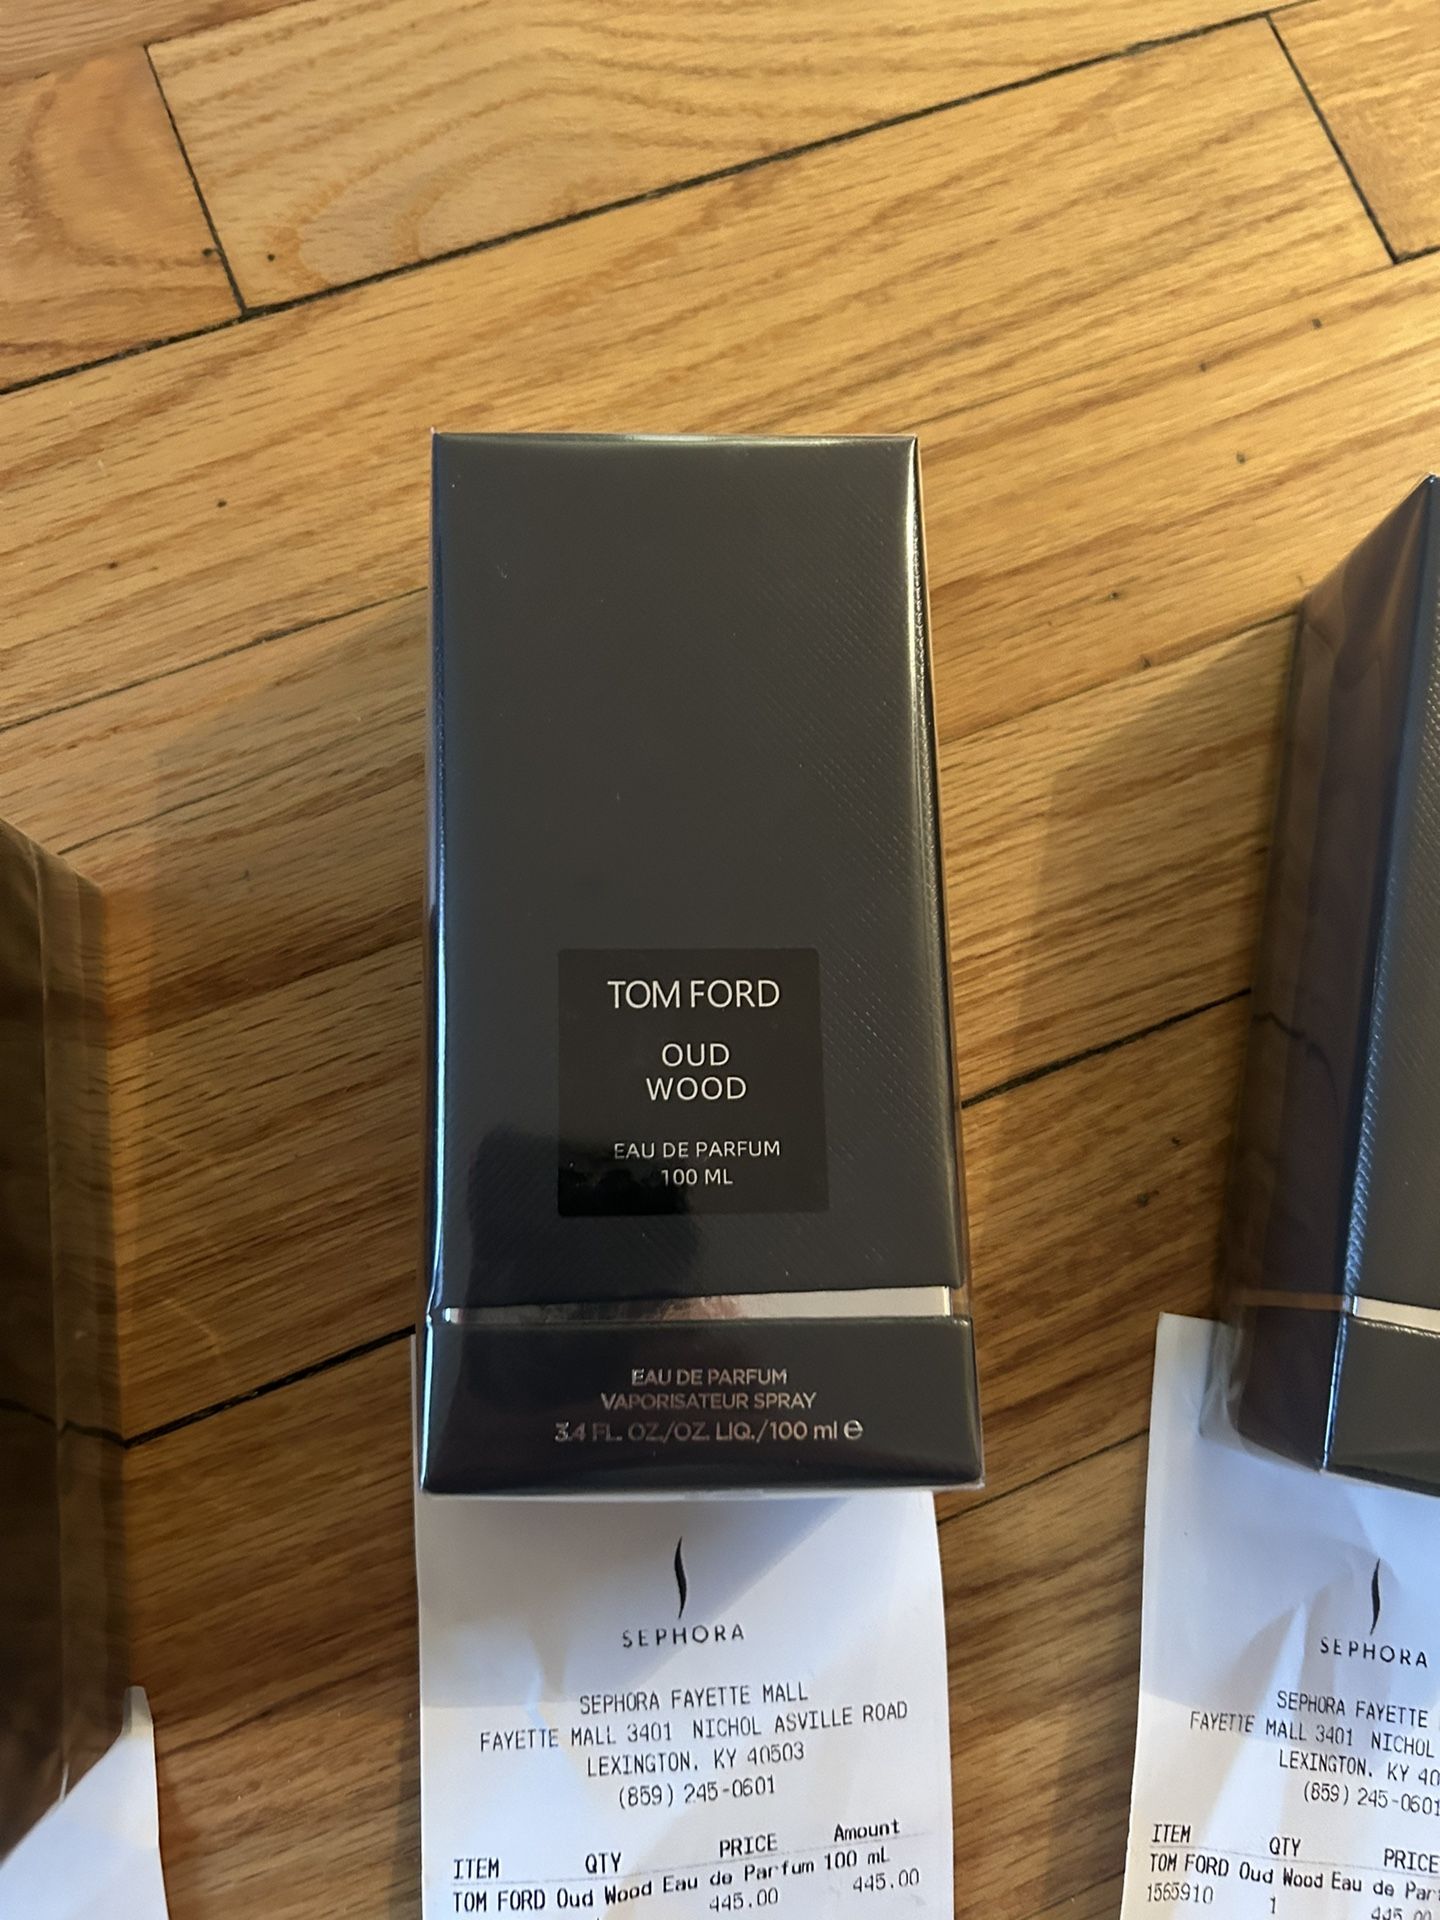 TOM FORD
OUD
WOOD
EAU DE PARFUM
100 ML
EAU DE PARFUM
VAPORISATEUR SPRAY
3.4 FL. OZ./OZ. LIQ./100 ml e
SEPHORA
SEPHORA FAYETTE MALL
FAYETTE MALL 3401 NICHOL ASVILLE ROAD
LEXINGTON, KY 40503
(859) 245-0601
ITEM QTY PRICE Amount
TOM FORD Oud Wood Eau de Parfum 100 mL
445.00 445.00
SEPHORA
SEPHORA FAYETTE
FAYETTE MALL 3401 NICHOL
LEXINGTON, KY 40
(859) 245-0601
ITEM QTY PRICE
TOM FORD Oud Wood Eau de Par
1565910 1 445.00